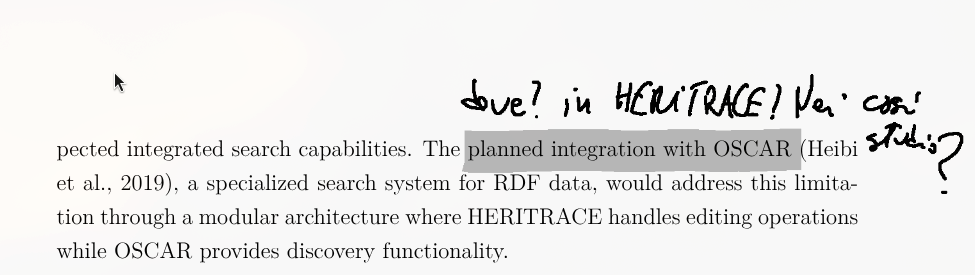 dove? in HERITRACE? Nei casi
studio?
pected integrated search capabilities. The planned integration with OSCAR (Heibi
et al., 2019), a specialized search system for RDF data, would address this limita-
tion through a modular architecture where HERITRACE handles editing operations
while OSCAR provides discovery functionality.